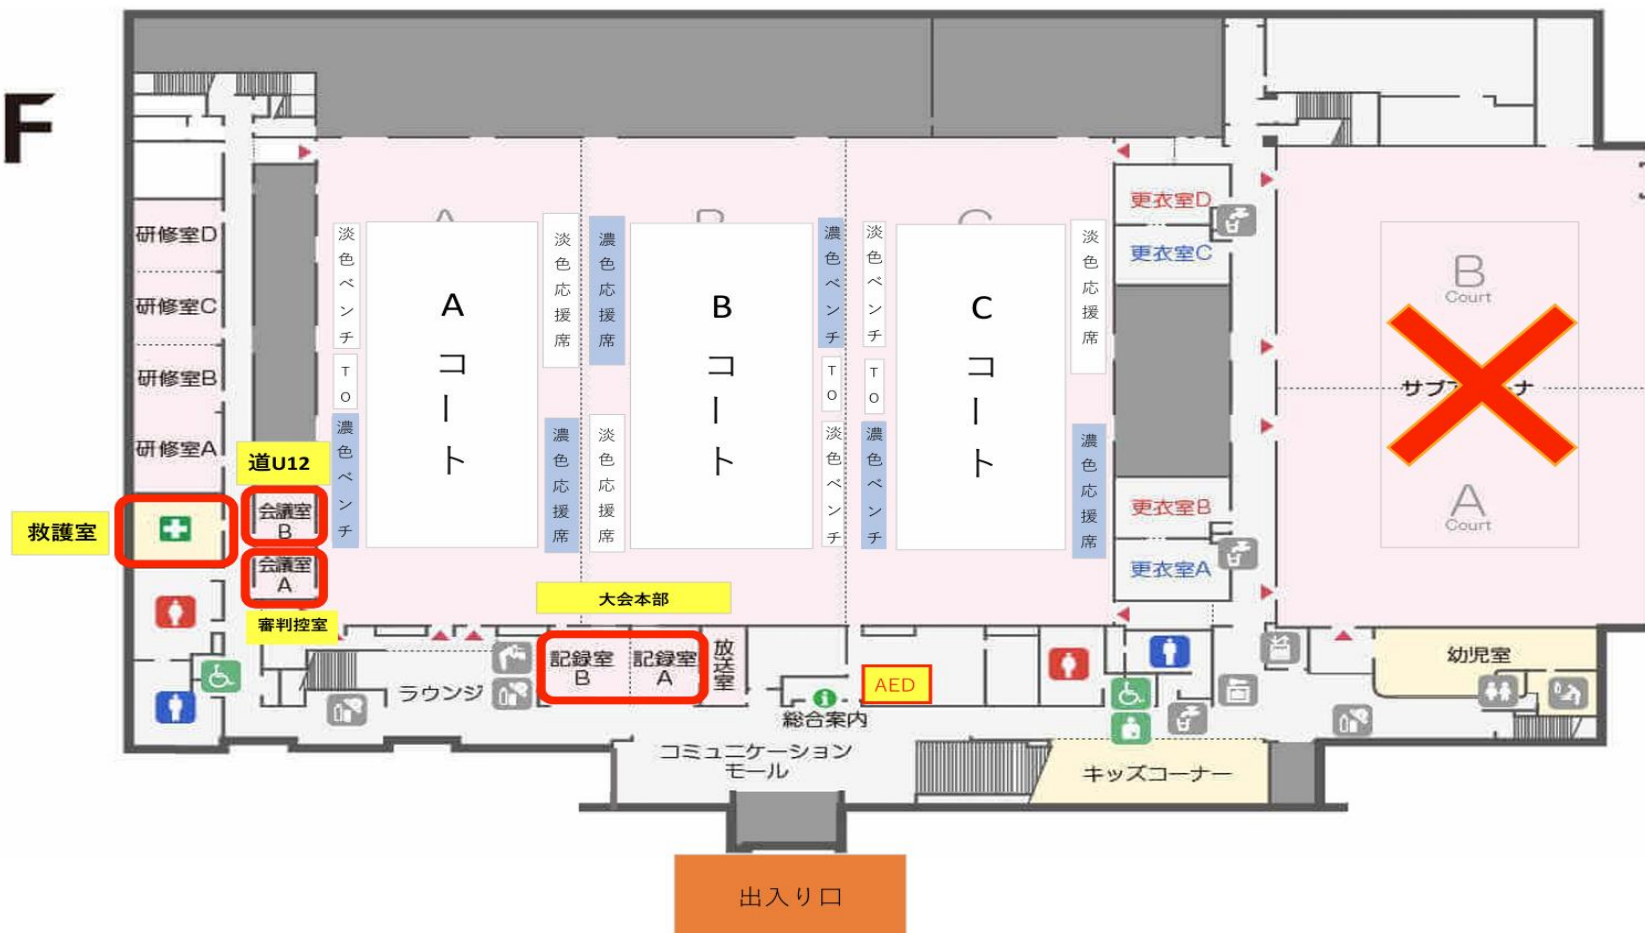 F
研修室D
研修室C
研修室B
研修室A
道U12
会議室
B
会議室
A
審判控室
救護室
淡色ベンチ
TO
濃色ベンチ
A
コート
淡色応援席
濃色応援席
濃色応援席
淡色応援席
B
コート
濃色ベンチ
TO
淡色ベンチ
淡色ベンチ
TO
濃色ベンチ
C
コート
淡色応援席
濃色応援席
更衣室D
更衣室C
更衣室B
更衣室A
B
Court
A
Court
大会本部
記録室
B
記録室
A
放送室
ラウンジ
AED
総合案内
コミュニケーション
モール
キッズコーナー
幼児室
出入り口